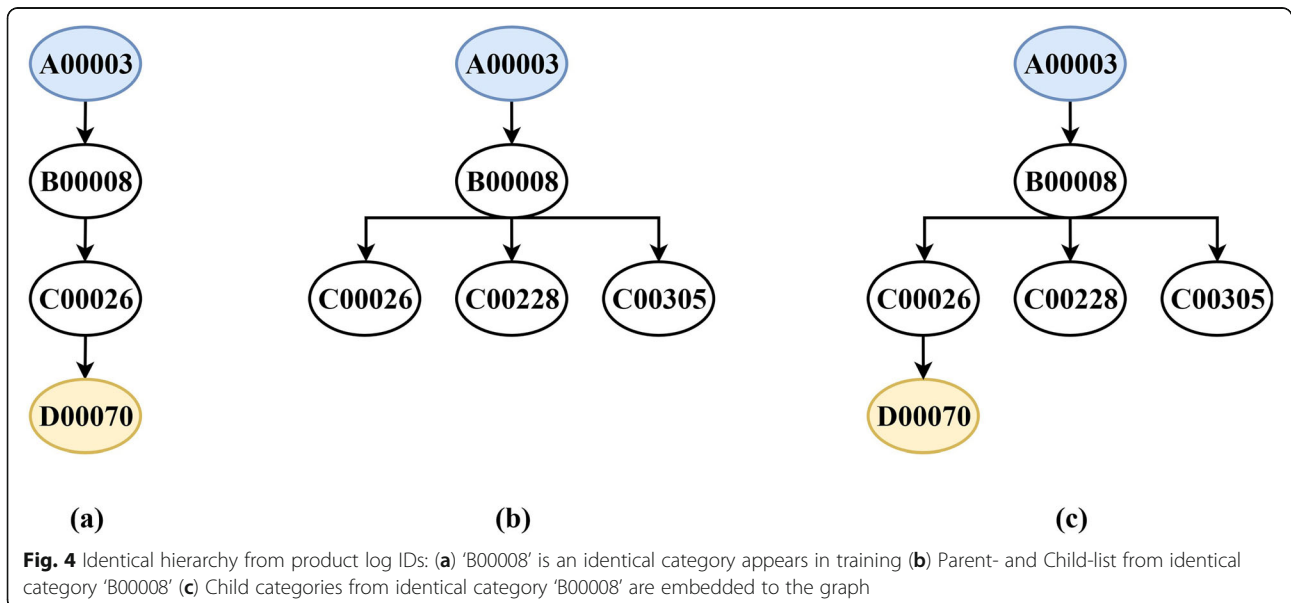 A00003
B00008
C00026
D00070
(a)
A00003
B00008
C00026 C00228 C00305
(b)
A00003
B00008
C00026 C00228 C00305
D00070
(c)
Fig. 4 Identical hierarchy from product log IDs: (a) ‘B00008’ is an identical category appears in training (b) Parent- and Child-list from identical
category ‘B00008’ (c) Child categories from identical category ‘B00008’ are embedded to the graph